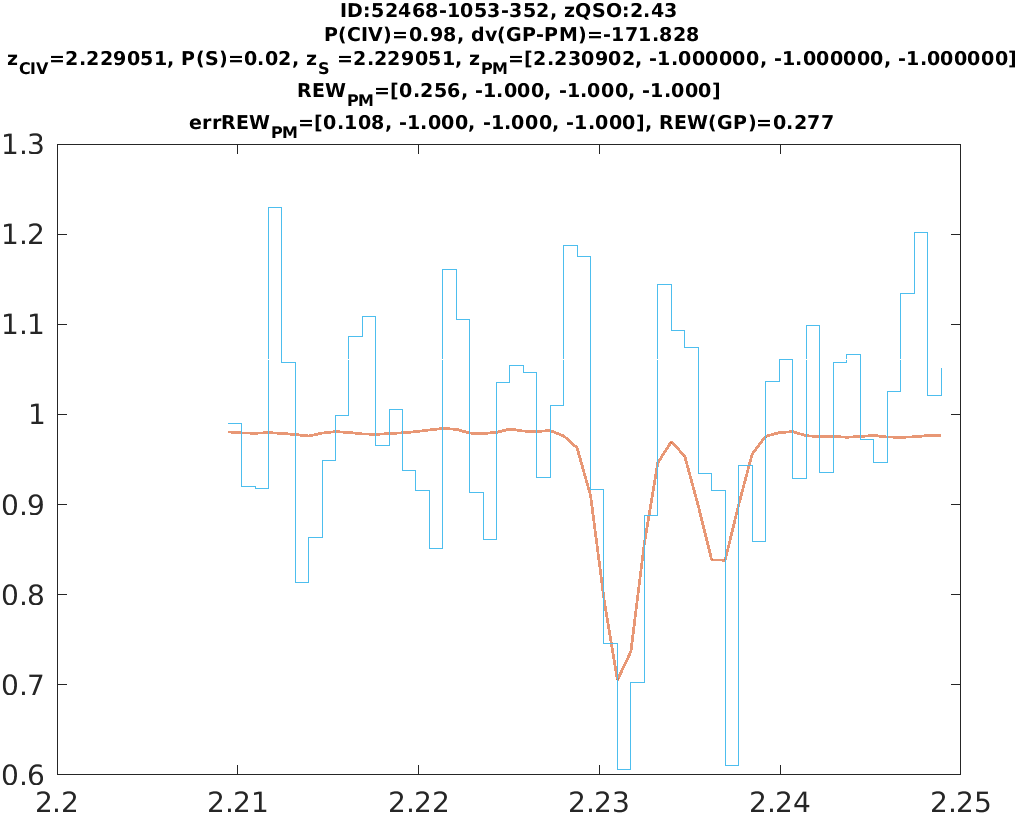 ID:52468-1053-352, zQSO:2.43
P(CIV)=0.98, dv(GP-PM)=-171.828
zCIV=2.229051, P(S)=0.02, zS =2.229051, zPM=[2.230902, -1.000000, -1.000000, -1.000000]
REWPM=[0.256, -1.000, -1.000, -1.000]
errREWPM=[0.108, -1.000, -1.000, -1.000], REW(GP)=0.277
1.3
1.2
1.1
1
0.9
0.8
0.7
0.6
2.2 2.21 2.22 2.23 2.24 2.25